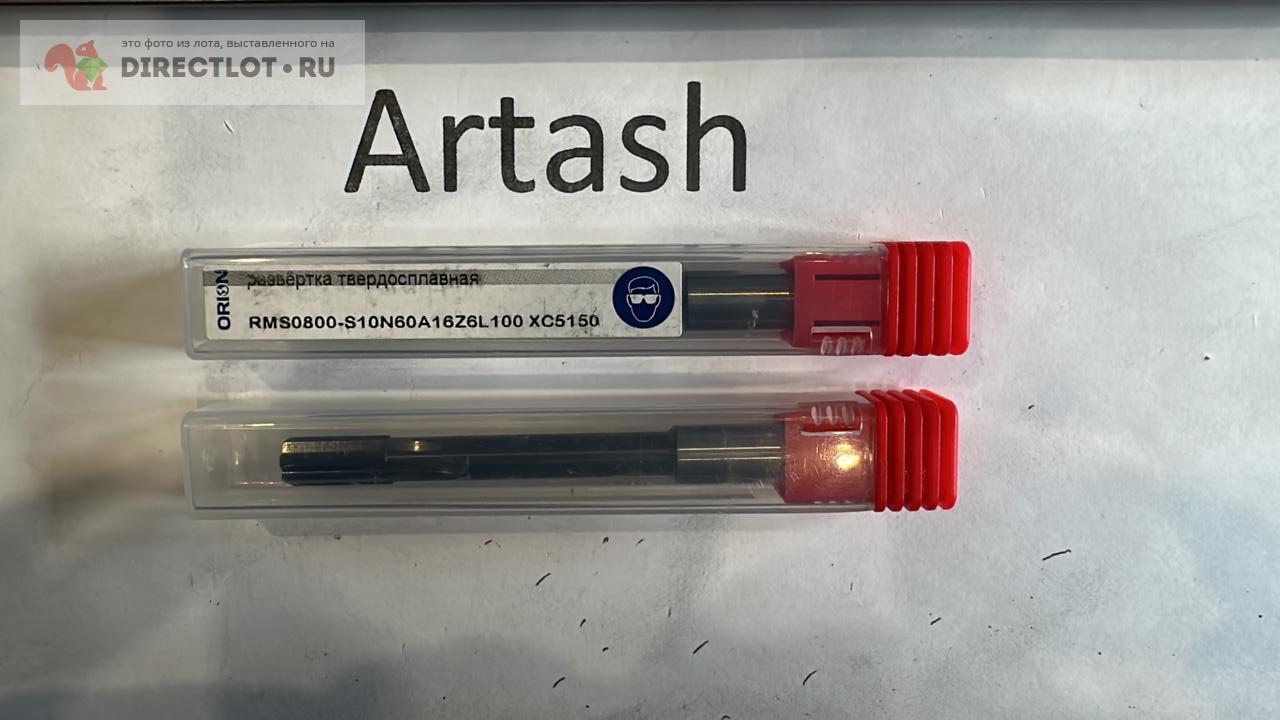 это фото из лота, выставленного на
DIRECTLOT•RU
Artash
ORION
развёртка твердосплавная
RMS0800-S10N60A16Z6L100 XC5150